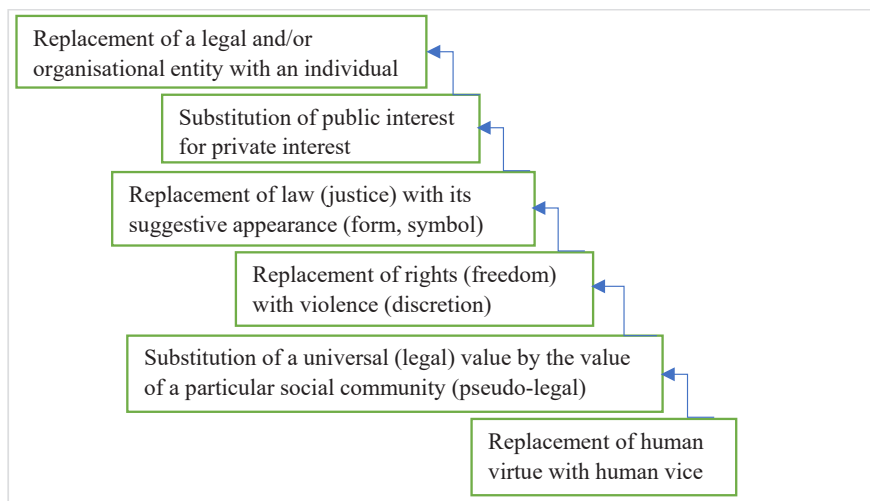 Replacement of a legal and/or
organisational entity with an individual
Substitution of public interest
for private interest
Replacement of law (justice) with its
suggestive appearance (form, symbol)
Replacement of rights (freedom)
with violence (discretion)
Substitution of a universal (legal) value by the value
of a particular social community (pseudo-legal)
Replacement of human
virtue with human vice